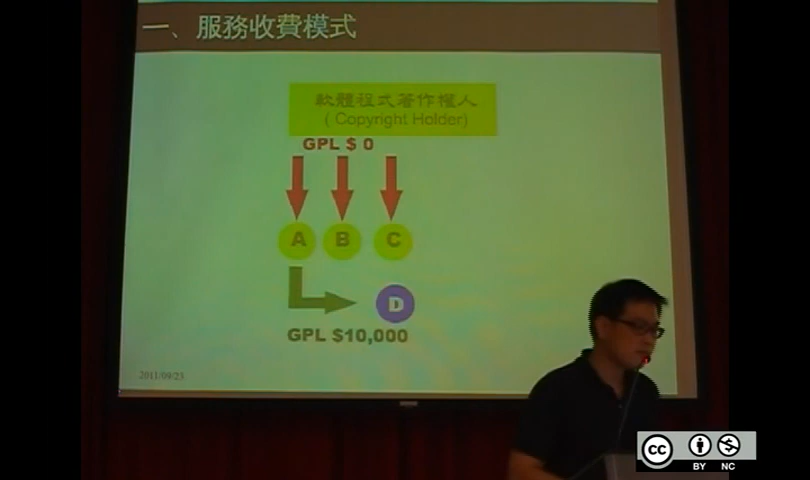 一、服務收費模式
軟體程式著作權人
( Copyright Holder)
GPL $ 0
A B C
D
GPL $10,000
2011/09/23
cc
BY NC